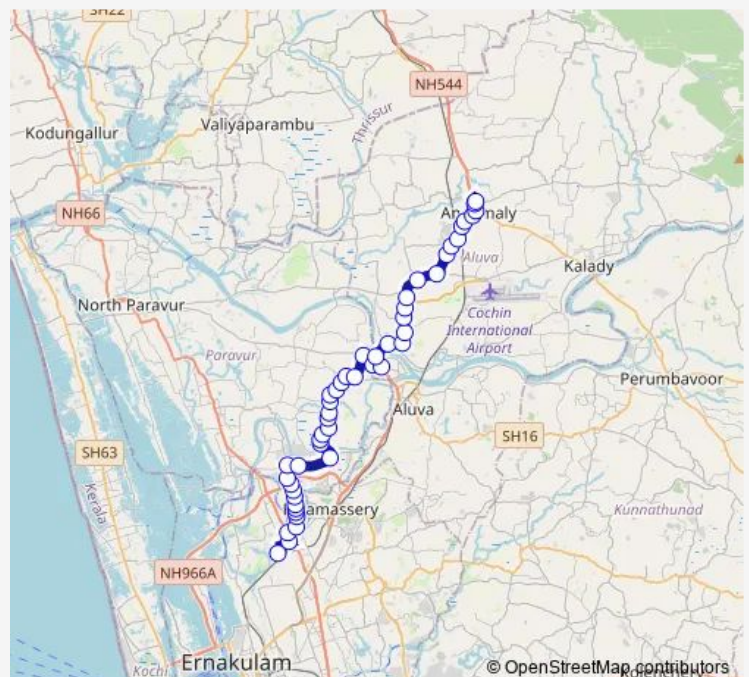 SH22
NH544
Thrissur
Valiyaparambu
Kodungallur
NH66
Aluva
Kalady
North Paravur
Cochin
International
Airport
Paravur
Perumbavoor
Aluva
SH16
SH63
Kerala
Kunnathunad
NH966A
Ernakulam
Kochi
© OpenStreetMap contributors